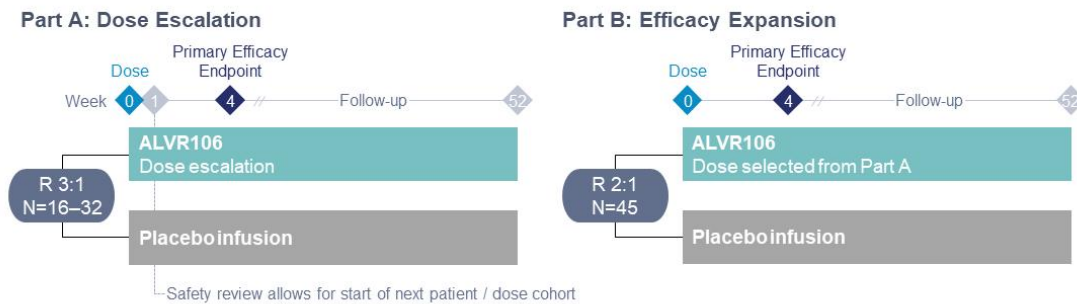 Part A: Dose Escalation
Primary Efficacy
Endpoint
Dose
Week
0
1
4
//
Follow-up
52
ALVR106
Dose escalation
R 3:1
N=16–32
Placebo infusion
Safety review allows for start of next patient / dose cohort
Part B: Efficacy Expansion
Primary Efficacy
Endpoint
Dose
0
4
//
Follow-up
52
ALVR106
Dose selected from Part A
R 2:1
N=45
Placebo infusion